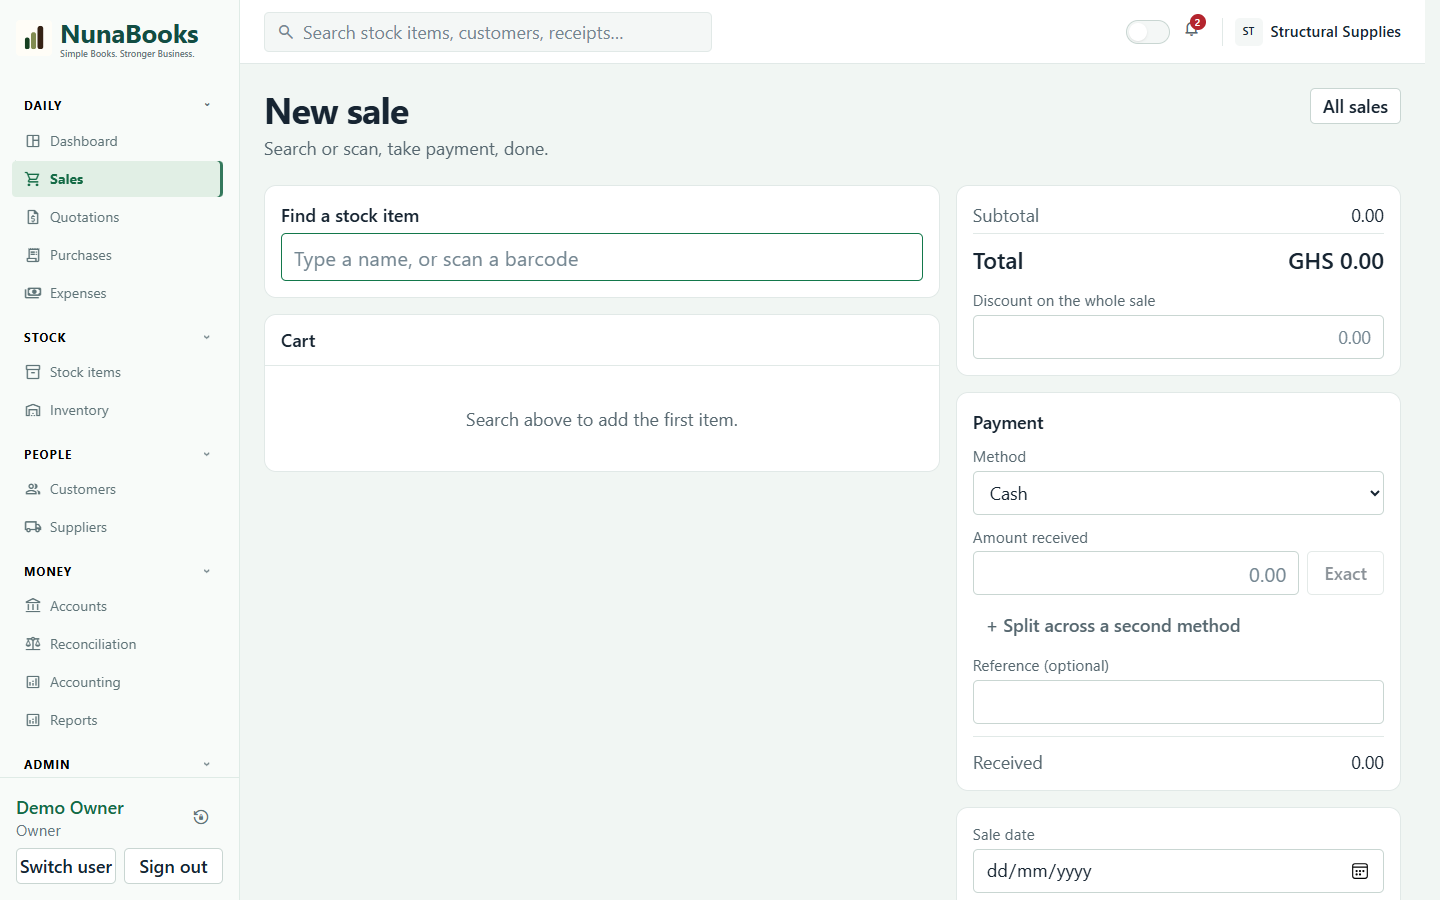 NunaBooks
Simple Books. Stronger Business.
DAILY
Dashboard
Sales
Quotations
Purchases
Expenses
STOCK
Stock items
Inventory
PEOPLE
Customers
Suppliers
MONEY
Accounts
Reconciliation
Accounting
Reports
ADMIN
Demo Owner
Owner
Switch user
Sign out
Search stock items, customers, receipts...
2
ST
Structural Supplies
New sale
Search or scan, take payment, done.
All sales
Find a stock item
Type a name, or scan a barcode
Cart
Search above to add the first item.
Subtotal 0.00
Total GHS 0.00
Discount on the whole sale
0.00
Payment
Method
Cash
Amount received
0.00 Exact
+ Split across a second method
Reference (optional)
Received 0.00
Sale date
dd/mm/yyyy